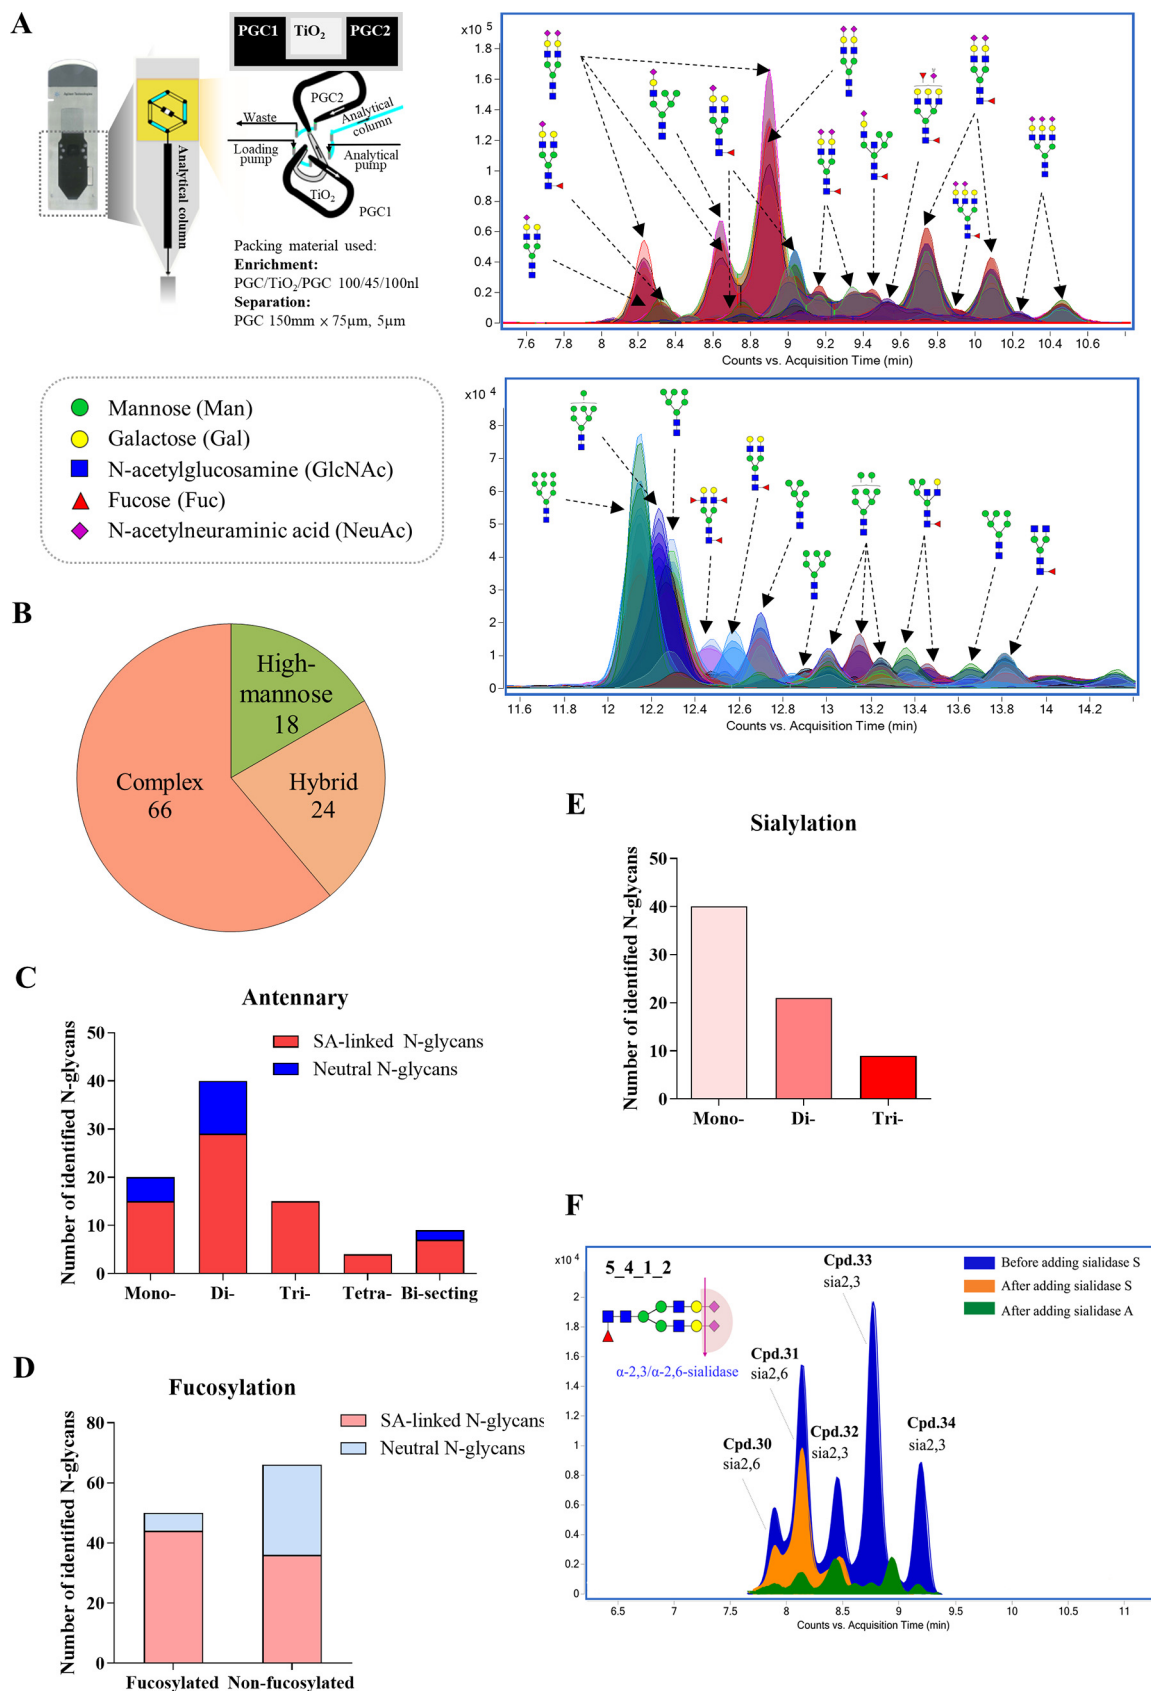 A
PGC1
TiO2
PGC2
PGC2
Waste
Analytical
column
Loading
pump
Analytical
pump
TiO2
PGC1
Analytical column
Packing material used:
Enrichment:
PGC/TiO2/PGC 100/45/100nl
Separation:
PGC 150mm × 75μm, 5μm
x10 5
1.8
1.6
1.4
1.2
1
0.8
0.6
0.4
0.2
0
7.6 7.8 8 8.2 8.4 8.6 8.8 9 9.2 9.4 9.6 9.8 10 10.2 10.4 10.6
Counts vs. Acquisition Time (min)
Mannose (Man)
Galactose (Gal)
N-acetylglucosamine (GlcNAc)
Fucose (Fuc)
N-acetylneuraminic acid (NeuAc)
x10 4
8
7
6
5
4
3
2
1
0
11.6 11.8 12 12.2 12.4 12.6 12.8 13 13.2 13.4 13.6 13.8 14 14.2
Counts vs. Acquisition Time (min)
B
High-
mannose
18
Complex
66
Hybrid
24
C
Antennary
SA-linked N-glycans
Neutral N-glycans
Number of identified N-glycans
50
40
30
20
10
0
Mono- Di- Tri- Tetra- Bi-secting
D
Fucosylation
SA-linked N-glycans
Neutral N-glycans
Number of identified N-glycans
80
60
40
20
0
Fucosylated Non-fucosylated
E
Sialylation
Number of identified N-glycans
50
40
30
20
10
0
Mono- Di- Tri-
F
x10 4
5_4_1_2
α-2,3/α-2,6-sialidase
Before adding sialidase S
After adding sialidase S
After adding sialidase A
Cpd.33
sia2,3
Cpd.31
sia2,6
Cpd.32
sia2,3
Cpd.34
sia2,3
Cpd.30
sia2,6
2
1.8
1.6
1.4
1.2
1
0.8
0.6
0.4
0.2
0
6.5 7 7.5 8 8.5 9 9.5 10 10.5 11
Counts vs. Acquisition Time (min)